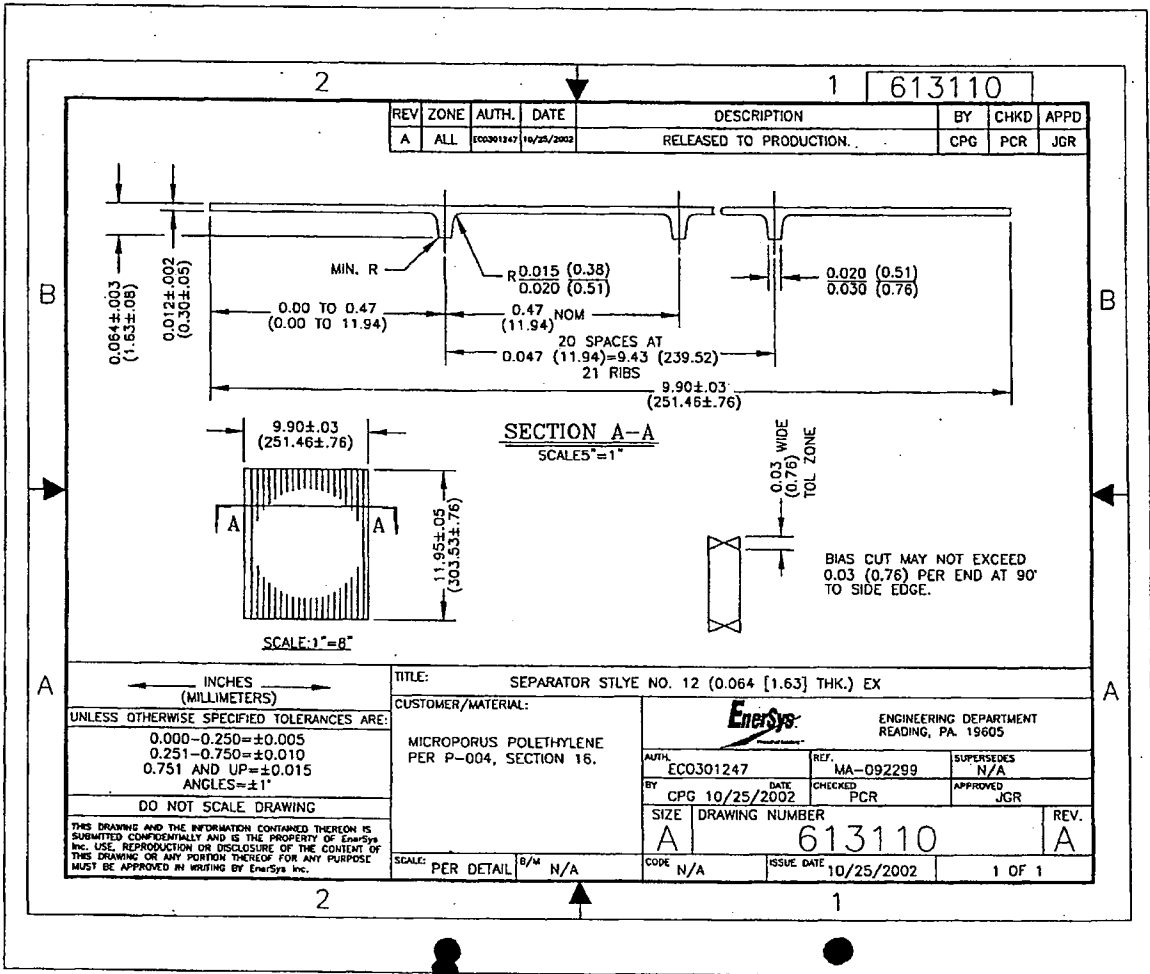 2
1
613110
REV ZONE AUTH. DATE DESCRIPTION BY CHKD APPD
A ALL EC0301247 10/25/2002 RELEASED TO PRODUCTION. CPG PCR JGR
0.064±.003
(1.63±.08)
0.012±.002
(0.30±.05)
MIN. R
R 0.015 (0.38)
0.020 (0.51)
0.020 (0.51)
0.030 (0.76)
B
B
0.00 TO 0.47
(0.00 TO 11.94)
0.47 NOM
(11.94)
20 SPACES AT
0.047 (11.94)=9.43 (239.52)
21 RIBS
9.90±.03
(251.46±.76)
SECTION A-A
SCALE5"=1"
9.90±.03
(251.46±.76)
A
A
11.95±.05
(303.53±.76)
SCALE:1"=8"
0.03 WIDE
(0.76)
TOL ZONE
BIAS CUT MAY NOT EXCEED
0.03 (0.76) PER END AT 90°
TO SIDE EDGE.
A
A
INCHES
(MILLIMETERS)
UNLESS OTHERWISE SPECIFIED TOLERANCES ARE:
0.000-0.250=±0.005
0.251-0.750=±0.010
0.751 AND UP=±0.015
ANGLES=±1°
DO NOT SCALE DRAWING
THIS DRAWING AND THE INFORMATION CONTAINED THEREON IS
SUBMITTED CONFIDENTIALLY AND IS THE PROPERTY OF EnerSys
Inc. USE, REPRODUCTION OR DISCLOSURE OF THE CONTENT OF
THIS DRAWING OR ANY PORTION THEREOF FOR ANY PURPOSE
MUST BE APPROVED IN WRITING BY EnerSys Inc.
TITLE: SEPARATOR STLYE NO. 12 (0.064 [1.63] THK.) EX
CUSTOMER/MATERIAL:
MICROPORUS POLETHYLENE
PER P-004, SECTION 16.
EnerSys
ENGINEERING DEPARTMENT
READING, PA. 19605
AUTH. EC0301247 REF. MA-092299 SUPERSEDES N/A
BY CPG DATE 10/25/2002 CHECKED PCR APPROVED JGR
SIZE A DRAWING NUMBER 613110 REV. A
SCALE: PER DETAIL B/M N/A CODE N/A ISSUE DATE 10/25/2002 1 OF 1
2
1